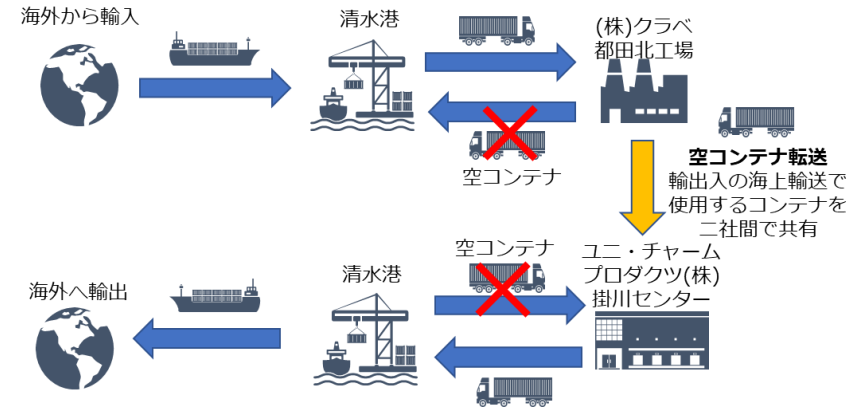 海外から輸入
清水港
(株)クラベ
都田北工場
空コンテナ
空コンテナ転送
輸出入の海上輸送で
使用するコンテナを
二社間で共有
海外へ輸出
清水港
空コンテナ
ユニ・チャーム
プロダクツ(株)
掛川センター